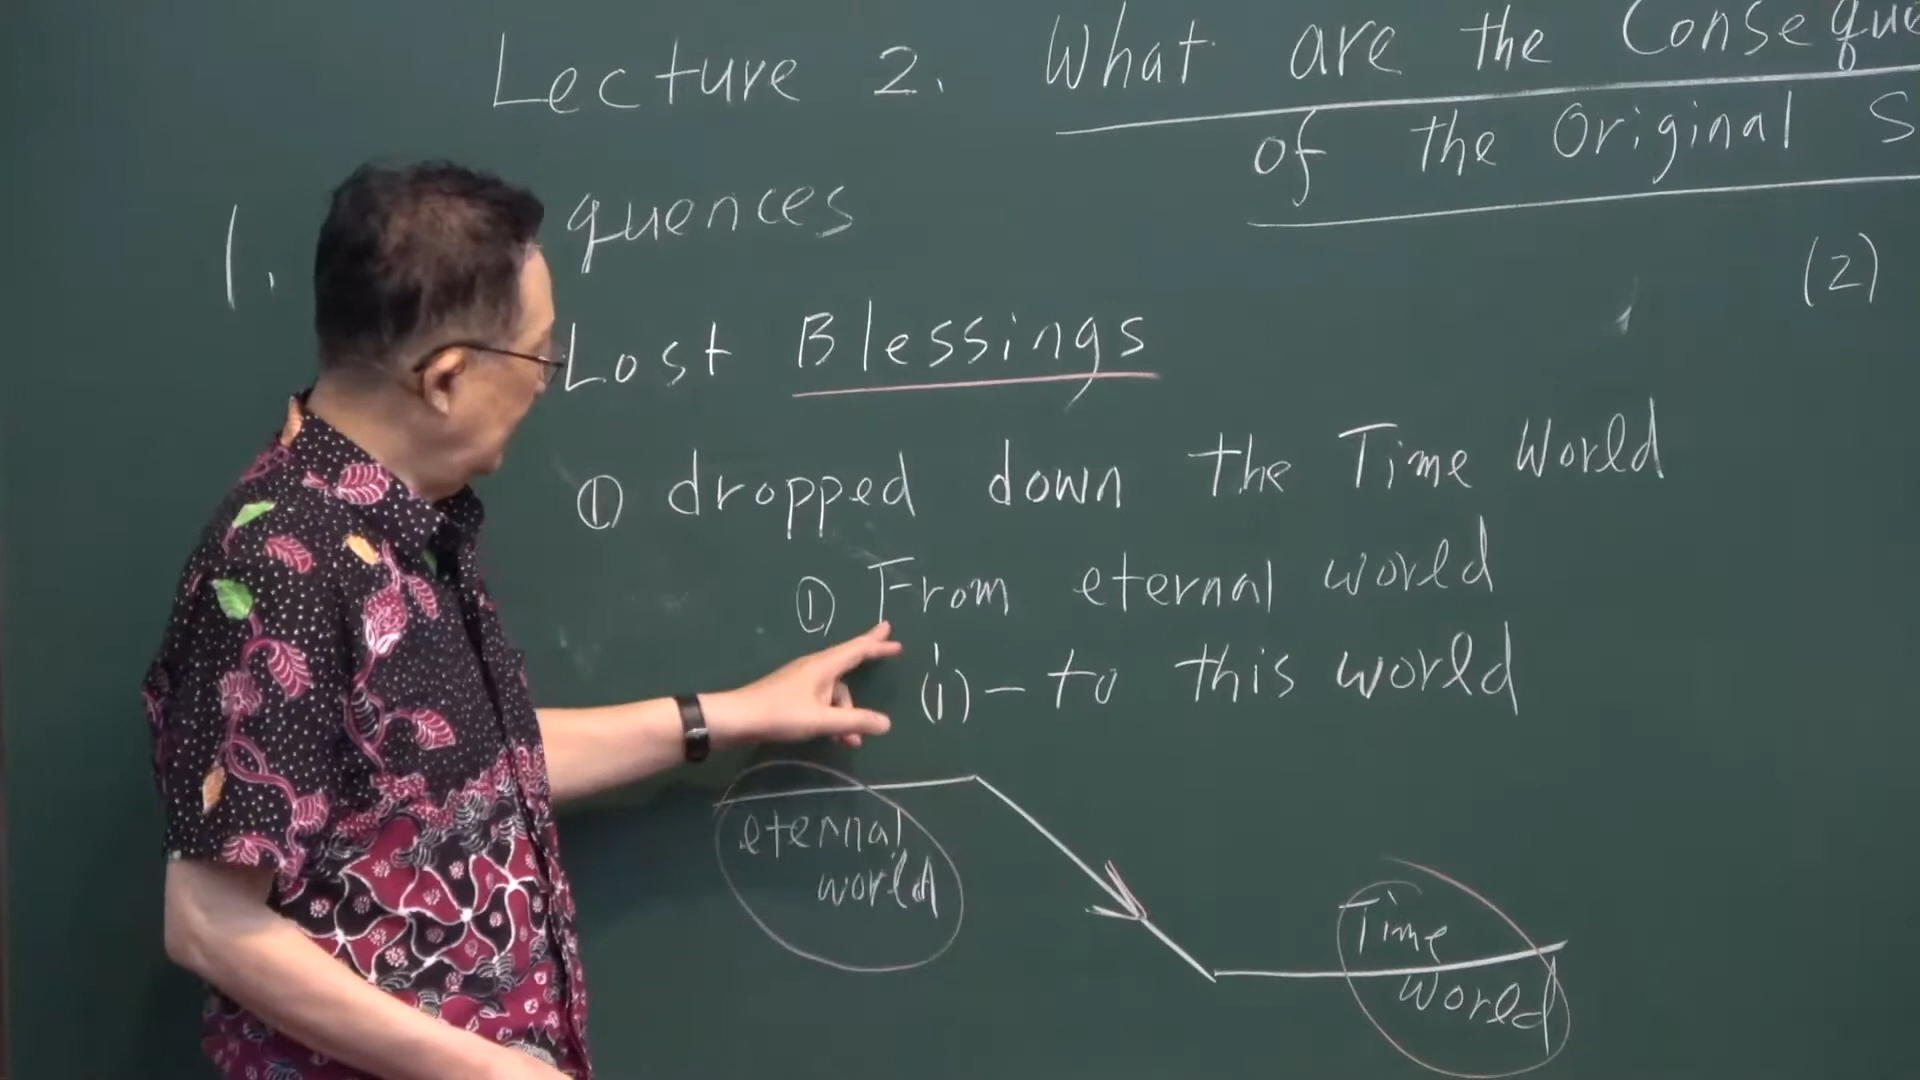 Lecture 2. What are the Conseque
of the Original S
1. quences
(2)
Lost Blessings
① dropped down the Time World
① From eternal world
(1) - to this world
eternal
world
Time
World